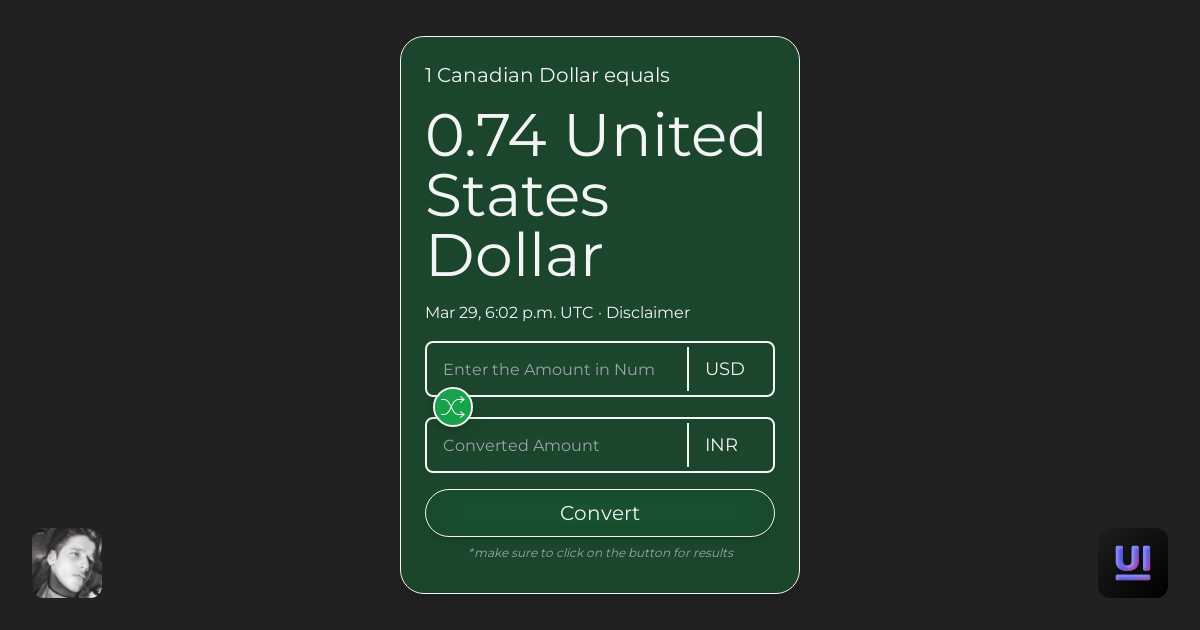 1 Canadian Dollar equals
0.74 United
States
Dollar
Mar 29, 6:02 p.m. UTC · Disclaimer
Enter the Amount in Num
USD
Converted Amount
INR
Convert
*make sure to click on the button for results
UI